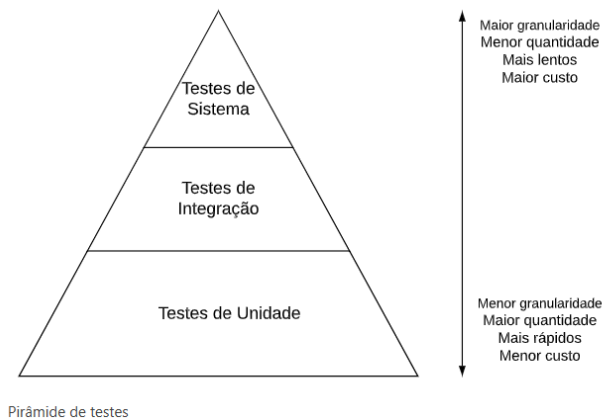 Maior granularidade
Menor quantidade
Mais lentos
Maior custo
Testes de
Sistema
Testes de
Integração
Testes de Unidade
Menor granularidade
Maior quantidade
Mais rápidos
Menor custo
Pirâmide de testes